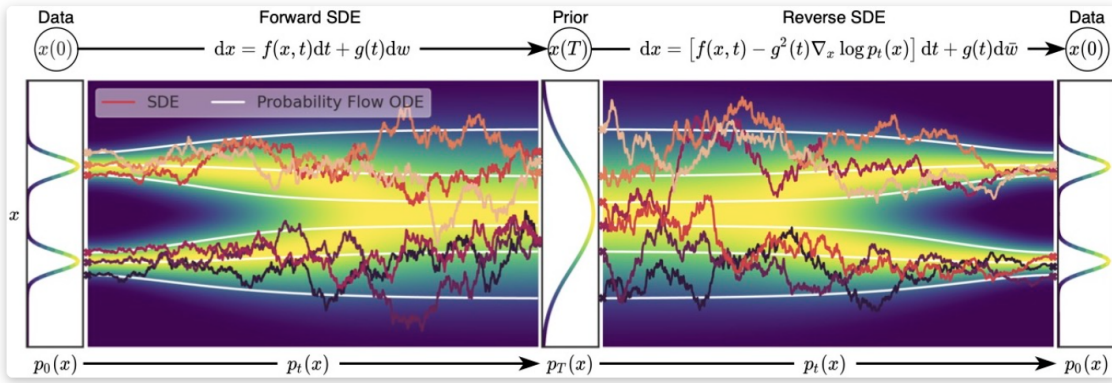 Data Forward SDE Prior Reverse SDE Data
x(0) dx = f(x,t)dt + g(t)dw x(T) dx = [f(x,t) − g²(t)∇ₓ log pₜ(x)] dt + g(t)dw̄ x(0)
SDE Probability Flow ODE
x
p₀(x) pₜ(x) p_T(x) pₜ(x) p₀(x)